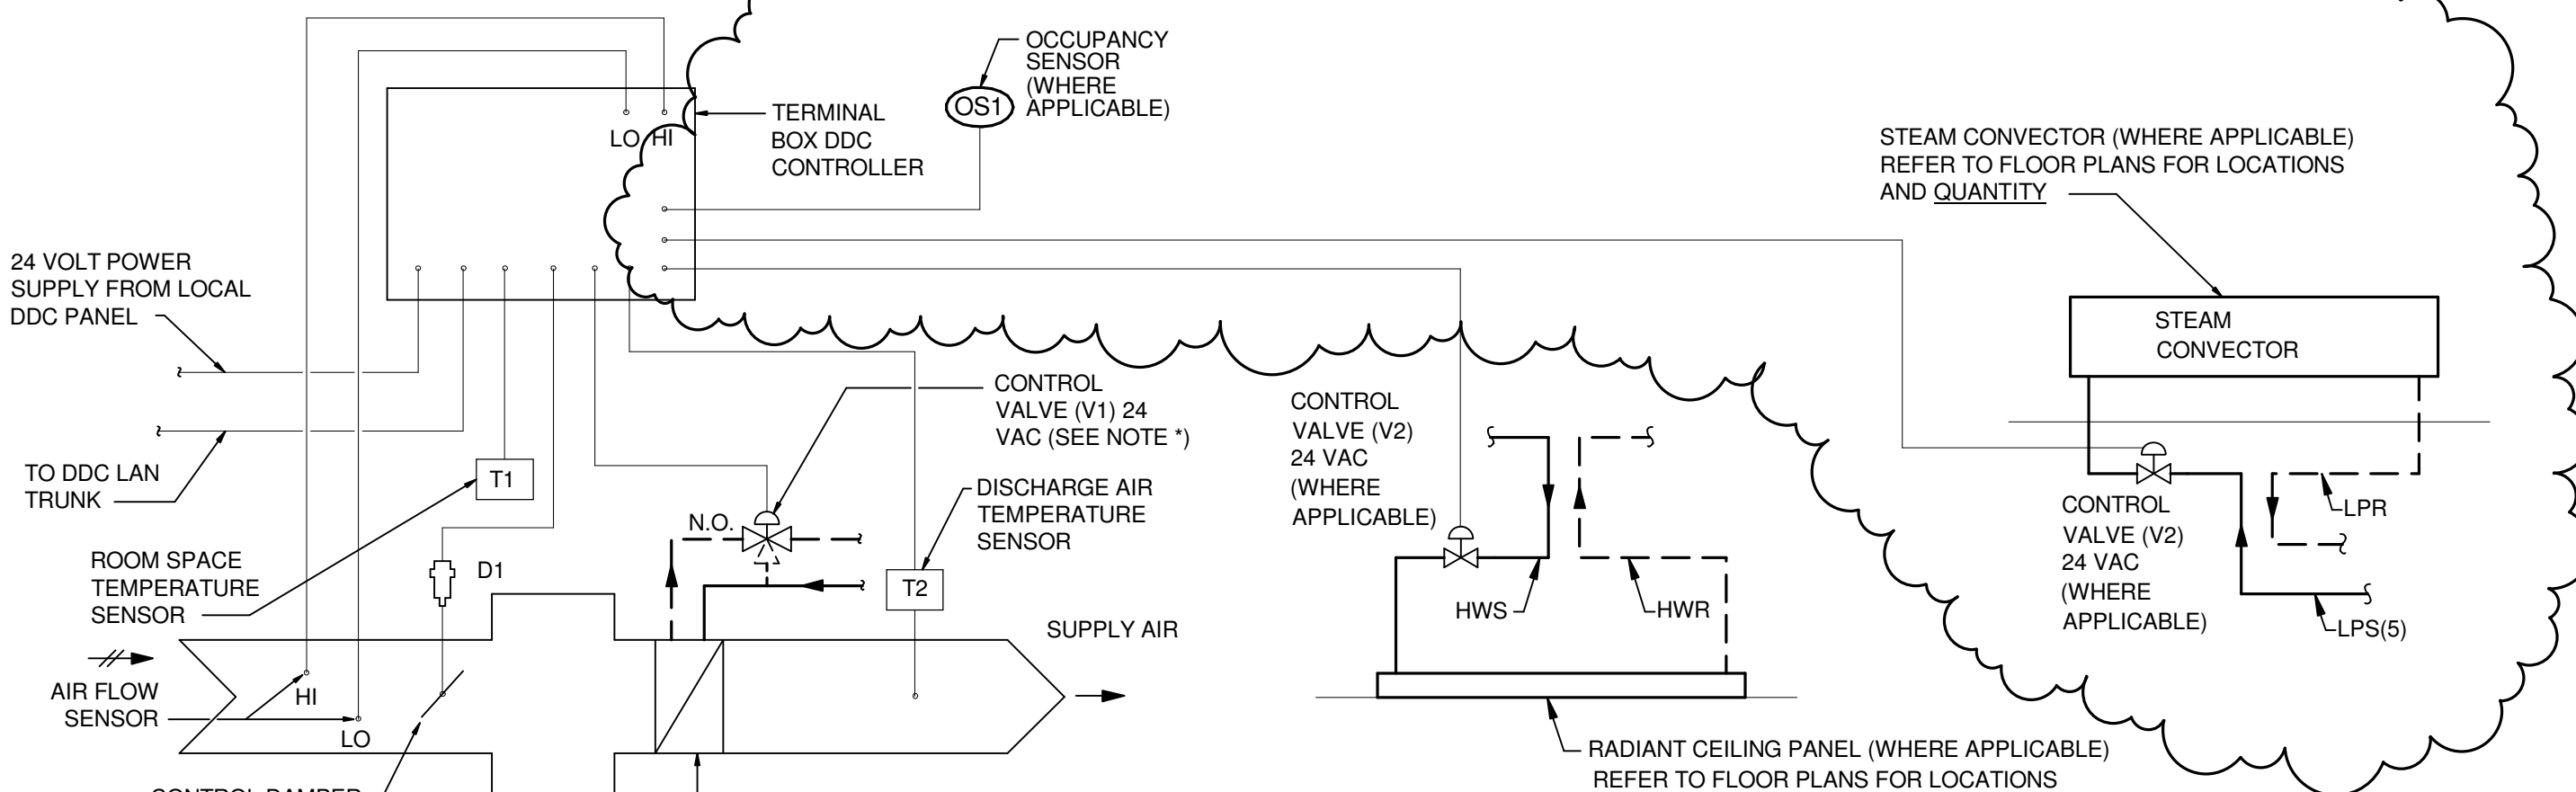 OCCUPANCY
SENSOR
(WHERE
APPLICABLE)
OS1
TERMINAL
BOX DDC
CONTROLLER
LO HI
STEAM CONVECTOR (WHERE APPLICABLE)
REFER TO FLOOR PLANS FOR LOCATIONS
AND QUANTITY
24 VOLT POWER
SUPPLY FROM LOCAL
DDC PANEL
STEAM
CONVECTOR
CONTROL
VALVE (V1) 24
VAC (SEE NOTE *)
CONTROL
VALVE (V2)
24 VAC
(WHERE
APPLICABLE)
TO DDC LAN
TRUNK
T1
DISCHARGE AIR
TEMPERATURE
SENSOR
N.O.
CONTROL
VALVE (V2)
24 VAC
(WHERE
APPLICABLE)
LPR
ROOM SPACE
TEMPERATURE
SENSOR
D1
T2
HWS
HWR
LPS(5)
SUPPLY AIR
AIR FLOW
SENSOR
HI
LO
RADIANT CEILING PANEL (WHERE APPLICABLE)
REFER TO FLOOR PLANS FOR LOCATIONS
CONTROL DAMPER